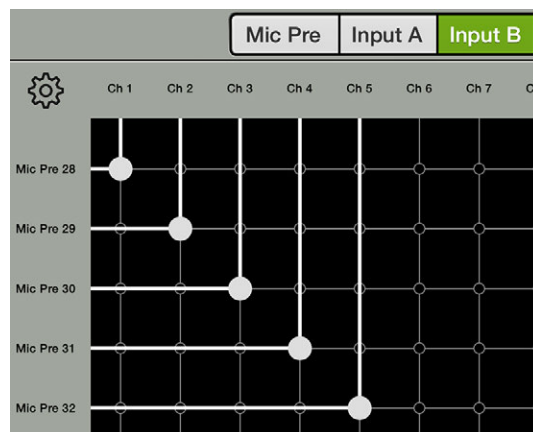 Mic Pre Input A Input B
Ch 1 Ch 2 Ch 3 Ch 4 Ch 5 Ch 6 Ch 7
Mic Pre 28
Mic Pre 29
Mic Pre 30
Mic Pre 31
Mic Pre 32